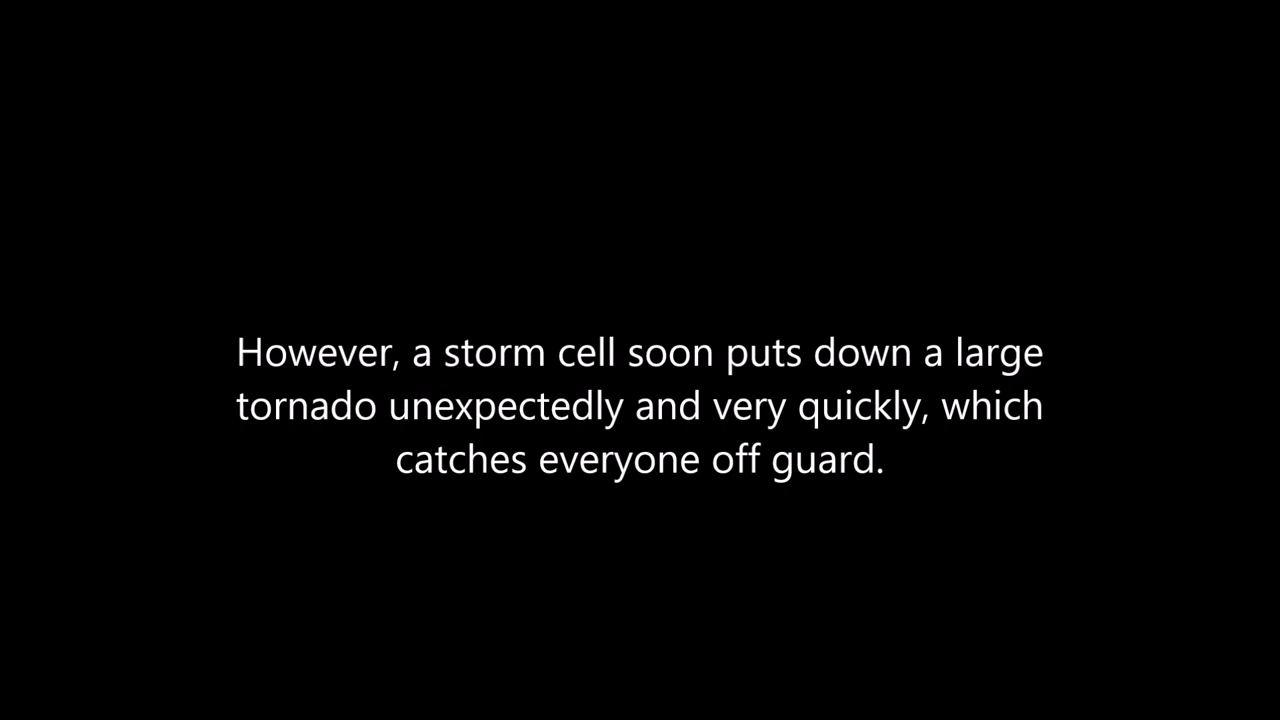 However, a storm cell soon puts down a large
tornado unexpectedly and very quickly, which
catches everyone off guard.